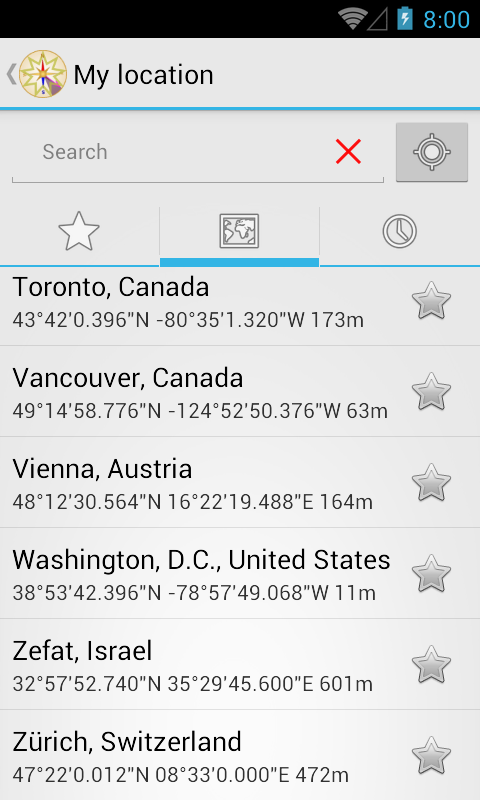 8:00
My location
Search
Toronto, Canada
43°42'0.396"N -80°35'1.320"W 173m
Vancouver, Canada
49°14'58.776"N -124°52'50.376"W 63m
Vienna, Austria
48°12'30.564"N 16°22'19.488"E 164m
Washington, D.C., United States
38°53'42.396"N -78°57'49.068"W 11m
Zefat, Israel
32°57'52.740"N 35°29'45.600"E 601m
Zürich, Switzerland
47°22'0.012"N 08°33'0.000"E 472m